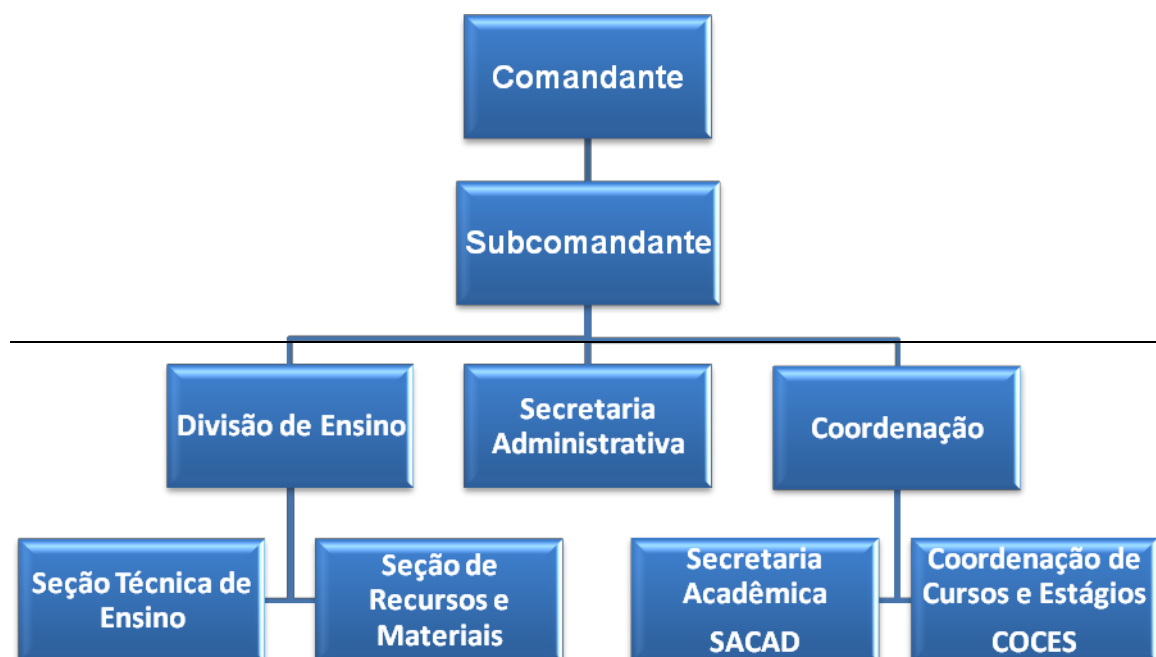 Comandante
Subcomandante
Divisão de Ensino
Secretaria
Administrativa
Coordenação
Seção Técnica de
Ensino
Seção de
Recursos e
Materiais
Secretaria
Acadêmica
SACAD
Coordenação de
Cursos e Estágios
COCES